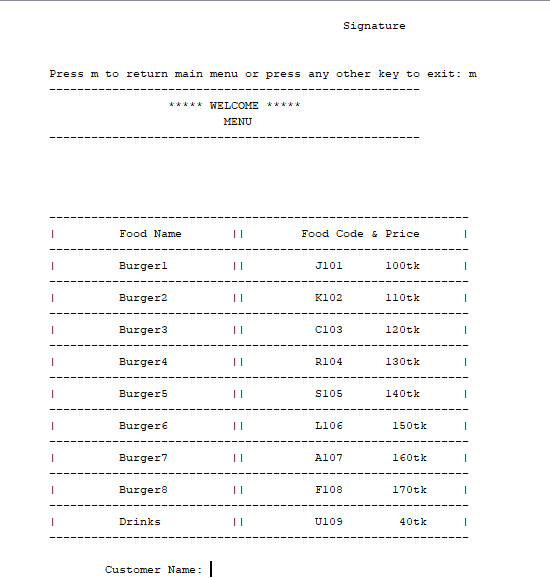 Signature
Press m to return main menu or press any other key to exit: m
-----------------------------------------------------
***** WELCOME *****
MENU
-----------------------------------------------------
------------------------------------------------------------
| Food Name || Food Code & Price |
------------------------------------------------------------
| Burger1 || J101 100tk |
------------------------------------------------------------
| Burger2 || K102 110tk |
------------------------------------------------------------
| Burger3 || C103 120tk |
------------------------------------------------------------
| Burger4 || R104 130tk |
------------------------------------------------------------
| Burger5 || S105 140tk |
------------------------------------------------------------
| Burger6 || L106 150tk |
------------------------------------------------------------
| Burger7 || A107 160tk |
------------------------------------------------------------
| Burger8 || F108 170tk |
------------------------------------------------------------
| Drinks || U109 40tk |
------------------------------------------------------------
Customer Name: